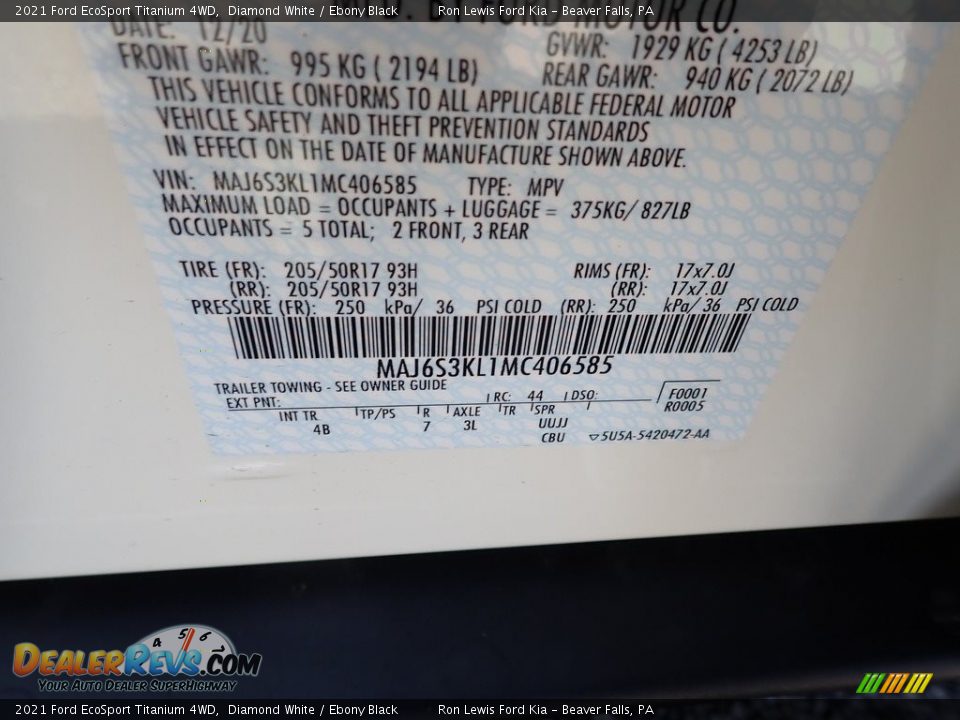 2021 Ford EcoSport Titanium 4WD,  Diamond White / Ebony Black     Ron Lewis Ford Kia - Beaver Falls, PA
MOTOR CO.
DATE: 12/20 GVWR: 1929 KG ( 4253 LB)
FRONT GAWR: 995 KG ( 2194 LB) REAR GAWR: 940 KG ( 2072 LB)
THIS VEHICLE CONFORMS TO ALL APPLICABLE FEDERAL MOTOR
VEHICLE SAFETY AND THEFT PREVENTION STANDARDS
IN EFFECT ON THE DATE OF MANUFACTURE SHOWN ABOVE.
VIN: MAJ6S3KL1MC406585 TYPE: MPV
MAXIMUM LOAD = OCCUPANTS + LUGGAGE = 375KG/ 827LB
OCCUPANTS = 5 TOTAL; 2 FRONT, 3 REAR
TIRE (FR): 205/50R17 93H RIMS (FR): 17x7.0J
(RR): 205/50R17 93H (RR): 17x7.0J
PRESSURE (FR): 250 kPa/ 36 PSI COLD (RR): 250 kPa/ 36 PSI COLD
MAJ6S3KL1MC406585
TRAILER TOWING - SEE OWNER GUIDE
EXT PNT: RC: 44 DSO: F0001
R0005
INT TR TP/PS R AXLE TR SPR
4B 7 3L UUJJ
CBU 5U5A-5420472-AA
4 5 6
DEALERREVS.COM
YOUR AUTO DEALER SUPERHIGHWAY
2021 Ford EcoSport Titanium 4WD,  Diamond White / Ebony Black     Ron Lewis Ford Kia - Beaver Falls, PA